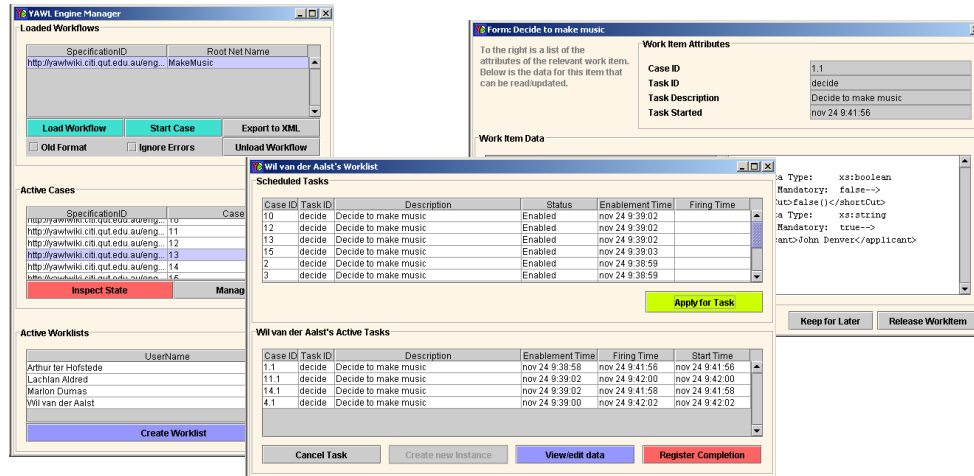 YAWL Engine Manager
Loaded Workflows
SpecificationID Root Net Name
http://yawlwiki.citi.qut.edu.au/eng... MakeMusic
Load Workflow Start Case Export to XML
Old Format Ignore Errors Unload Workflow
Active Cases
SpecificationID Case
http://yawlwiki.citi.qut.edu.au/eng... 10
http://yawlwiki.citi.qut.edu.au/eng... 11
http://yawlwiki.citi.qut.edu.au/eng... 12
http://yawlwiki.citi.qut.edu.au/eng... 13
http://yawlwiki.citi.qut.edu.au/eng... 14
http://yawlwiki.citi.qut.edu.au/eng... 15
Inspect State Manag
Active Worklists
UserName
Arthur ter Hofstede
Lachlan Aldred
Marlon Dumas
Wil van der Aalst
Create Worklist
Form: Decide to make music
To the right is a list of the
attributes of the relevant work item.
Below is the data for this item that
can be read/updated.
Work Item Attributes
Case ID 1.1
Task ID decide
Task Description Decide to make music
Task Started nov 24 9:41:56
Work Item Data
ta Type: xs:boolean
Mandatory: false-->
Cut>false()</shortCut>
ta Type: xs:string
Mandatory: true-->
cant>John Denver</applicant>
Keep for Later Release WorkItem
Wil van der Aalst's Worklist
Scheduled Tasks
Case ID Task ID Description Status Enablement Time Firing Time
10 decide Decide to make music Enabled nov 24 9:39:02
12 decide Decide to make music Enabled nov 24 9:39:02
13 decide Decide to make music Enabled nov 24 9:39:02
15 decide Decide to make music Enabled nov 24 9:39:03
2 decide Decide to make music Enabled nov 24 9:38:59
3 decide Decide to make music Enabled nov 24 9:38:59
Apply for Task
Wil van der Aalst's Active Tasks
Case ID Task ID Description Enablement Time Firing Time Start Time
1.1 decide Decide to make music nov 24 9:38:58 nov 24 9:41:56 nov 24 9:41:56
11.1 decide Decide to make music nov 24 9:39:02 nov 24 9:42:00 nov 24 9:42:00
14.1 decide Decide to make music nov 24 9:39:02 nov 24 9:41:58 nov 24 9:41:58
4.1 decide Decide to make music nov 24 9:39:00 nov 24 9:42:02 nov 24 9:42:02
Cancel Task Create new Instance View/edit data Register Completion